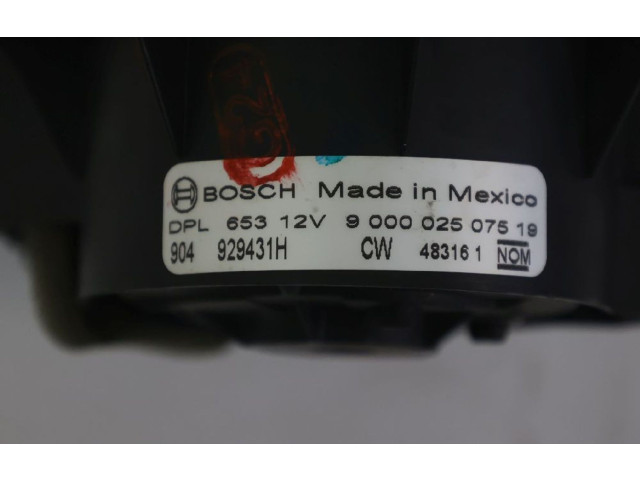 BOSCH Made in Mexico
DPL 653 12V 9 000 025 075 19
904 929431H CW 48316 1 NOM